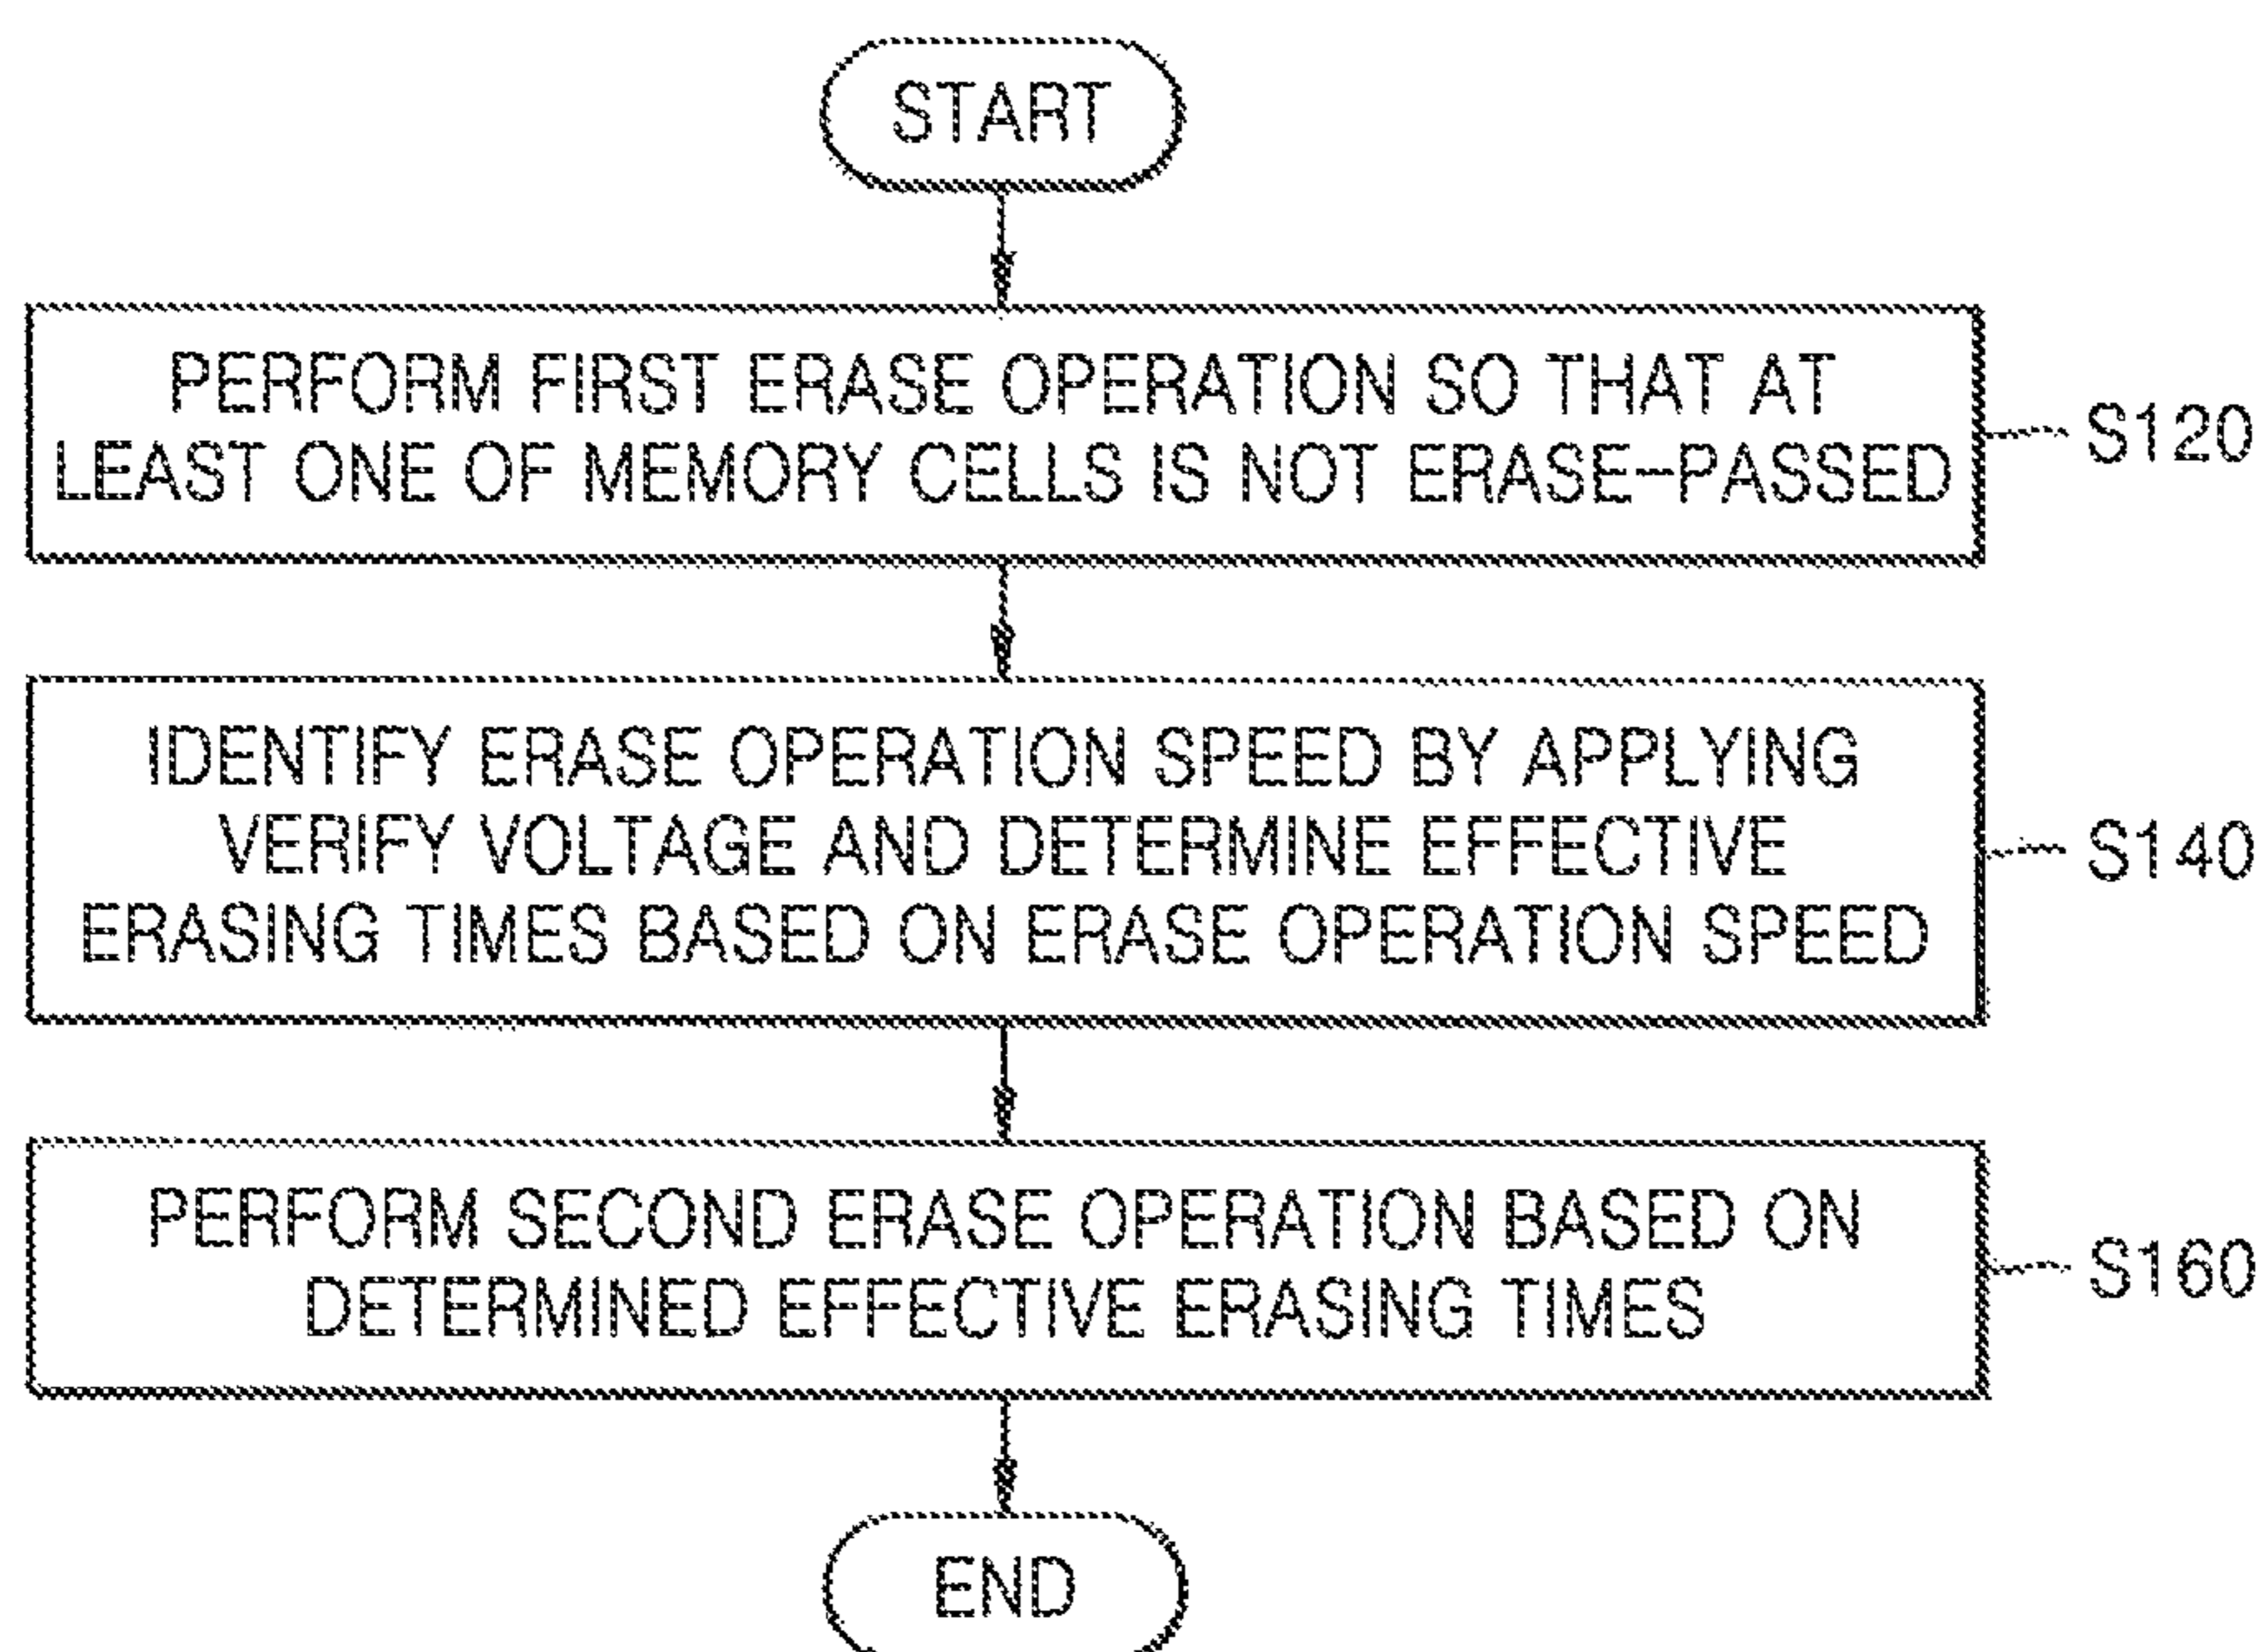 START
PERFORM FIRST ERASE OPERATION SO THAT AT
LEAST ONE OF MEMORY CELLS IS NOT ERASE-PASSED
S120
IDENTIFY ERASE OPERATION SPEED BY APPLYING
VERIFY VOLTAGE AND DETERMINE EFFECTIVE
ERASING TIMES BASED ON ERASE OPERATION SPEED
S140
PERFORM SECOND ERASE OPERATION BASED ON
DETERMINED EFFECTIVE ERASING TIMES
S160
END